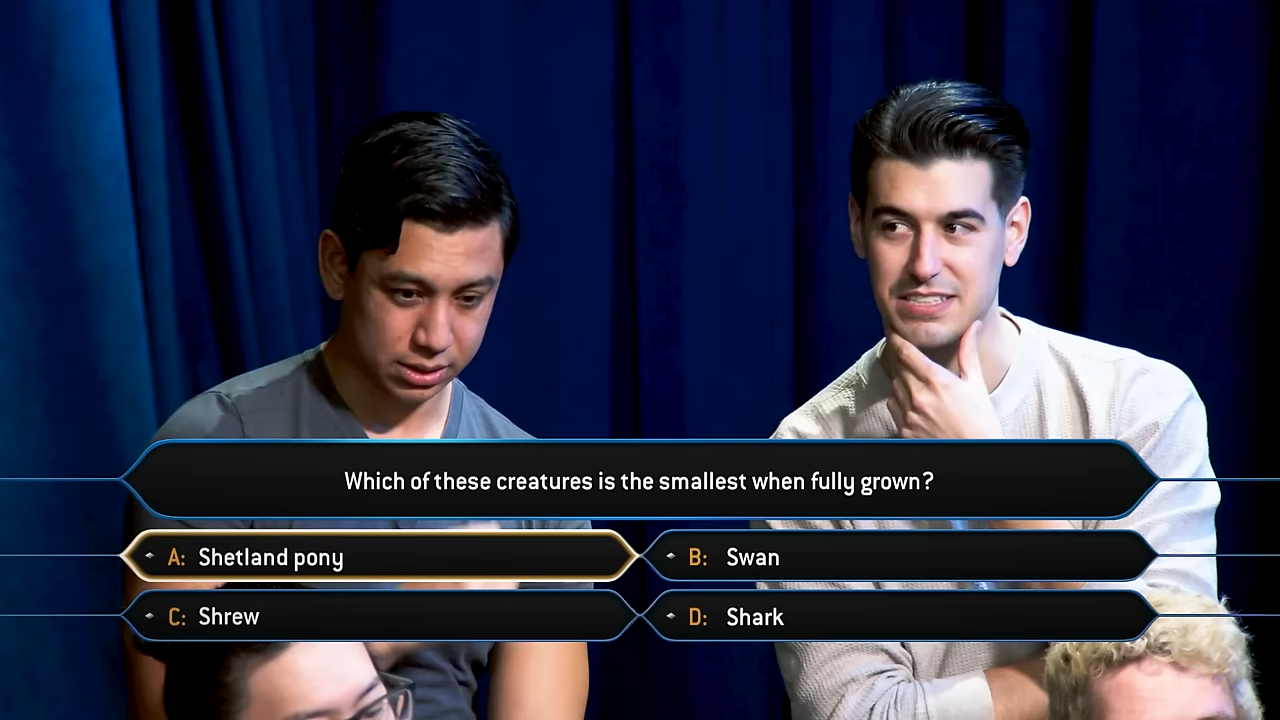 Which of these creatures is the smallest when fully grown?
A: Shetland pony
B: Swan
C: Shrew
D: Shark